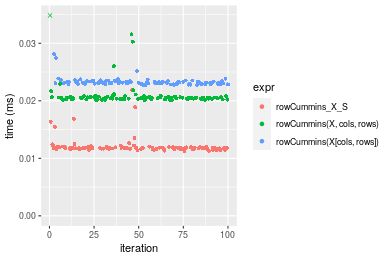 0.03
0.02
0.01
0.00
time (ms)
0
25
50
75
100
iteration
expr
rowCummins_X_S
rowCummins(X, cols, rows)
rowCummins(X[cols, rows])